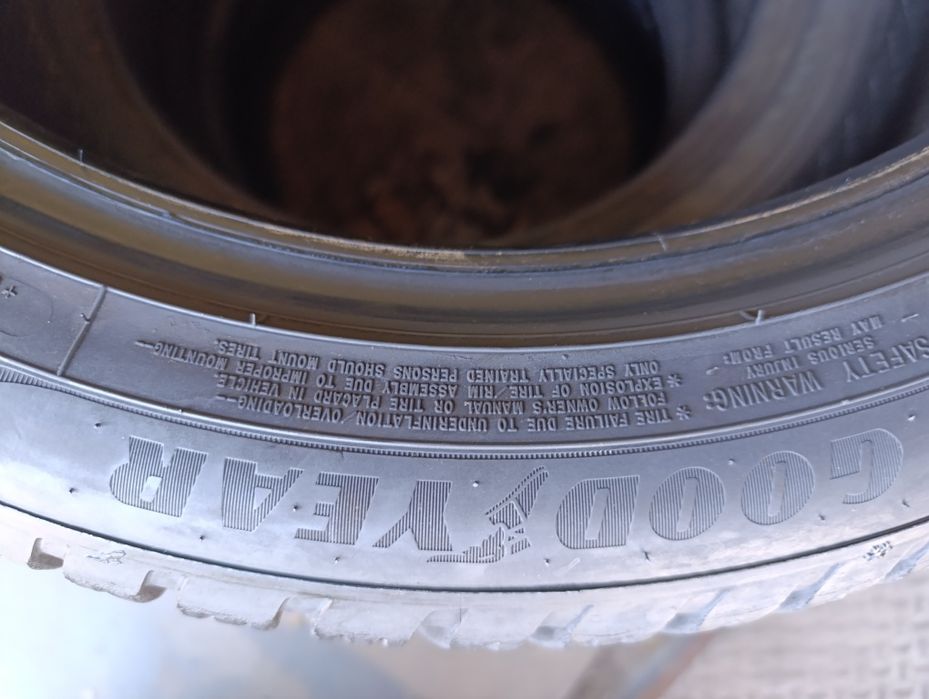 SAFETY WARNING:
SERIOUS INJURY
MAY RESULT FROM:
* TIRE FAILURE DUE TO UNDERINFLATION/OVERLOADING—
FOLLOW OWNER'S MANUAL OR TIRE PLACARD IN VEHICLE.
* EXPLOSION OF TIRE/RIM ASSEMBLY DUE TO IMPROPER MOUNTING—
ONLY SPECIALLY TRAINED PERSONS SHOULD MOUNT TIRES.
GOODYEAR